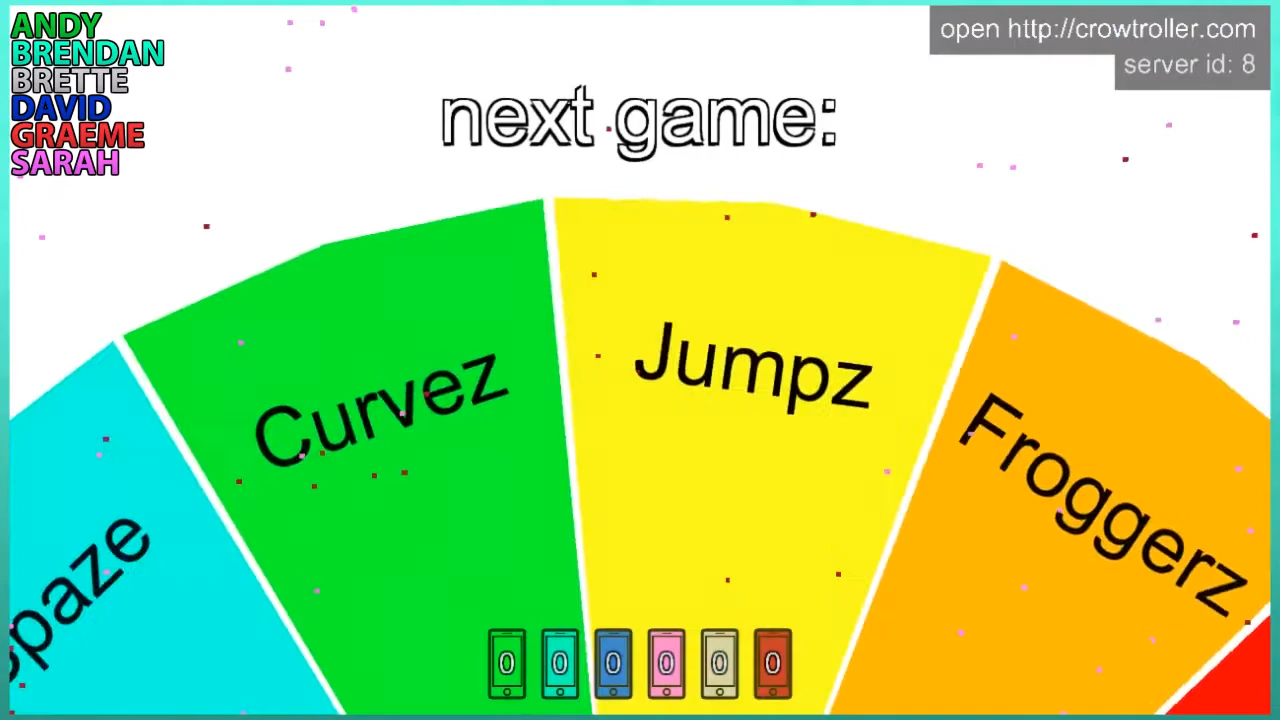 ANDY
BRENDAN
BRETTE
DAVID
GRAEME
SARAH
open http://crowtroller.com
server id: 8
next game:
Curvez
Jumpz
Froggerz
0 0 0 0 0 0